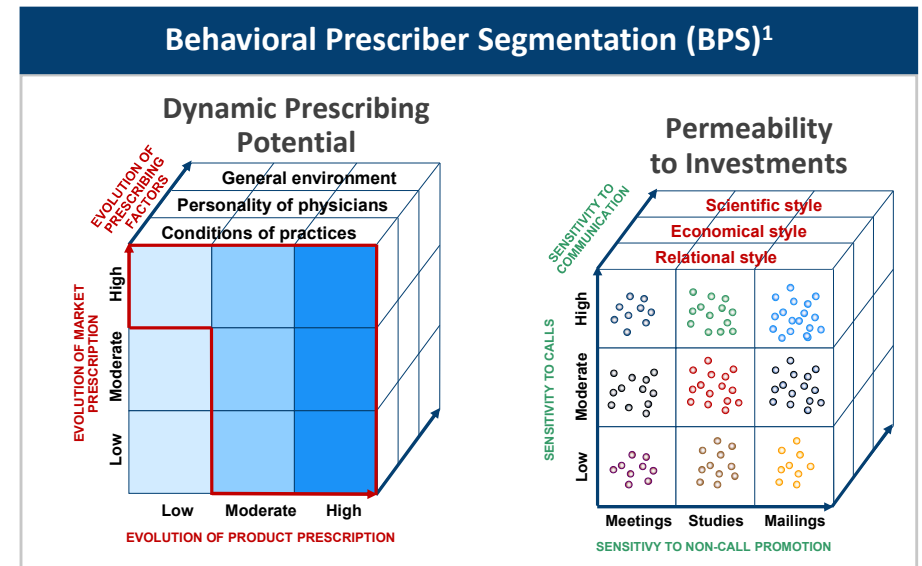 Behavioral Prescriber Segmentation (BPS)1
Dynamic Prescribing
Potential
EVOLUTION OF
PRESCRIBING
FACTORS
General environment
Personality of physicians
Conditions of practices
EVOLUTION OF MARKET
PRESCRIPTION
High
Moderate
Low
Low Moderate High
EVOLUTION OF PRODUCT PRESCRIPTION
Permeability
to Investments
SENSITIVITY TO
COMMUNICATION
Scientific style
Economical style
Relational style
SENSITIVITY TO CALLS
High
Moderate
Low
Meetings Studies Mailings
SENSITIVY TO NON-CALL PROMOTION